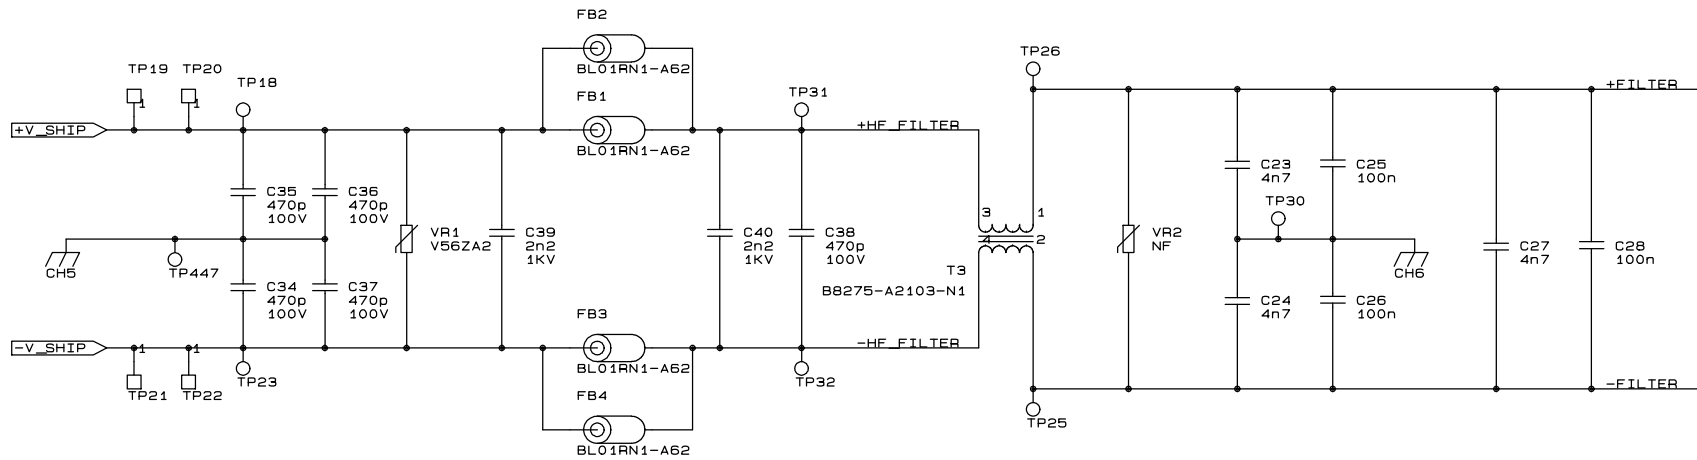 FB2
BL01RN1-A62
TP19
TP20
TP18
1
1
FB1
BL01RN1-A62
TP31
TP26
+V_SHIP
+HF_FILTER
+FILTER
C35
470p
100V
C36
470p
100V
VR1
V56ZA2
C39
2n2
1KV
C40
2n2
1KV
C38
470p
100V
3
1
4
2
T3
B8275-A2103-N1
VR2
NF
C23
4n7
C25
100n
TP30
CH5
TP447
CH6
C27
4n7
C28
100n
C34
470p
100V
C37
470p
100V
C24
4n7
C26
100n
FB3
BL01RN1-A62
-V_SHIP
1
1
-HF_FILTER
-FILTER
TP21
TP22
TP23
TP32
TP25
FB4
BL01RN1-A62